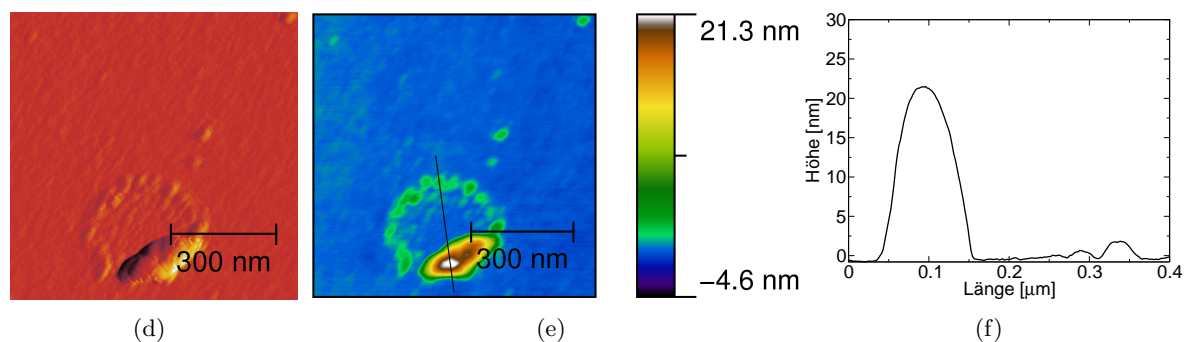 300 nm
300 nm
21.3 nm
−4.6 nm
Höhe [nm]
30
25
20
15
10
5
0
0
0.1
0.2
0.3
0.4
Länge [μm]
(d)
(e)
(f)